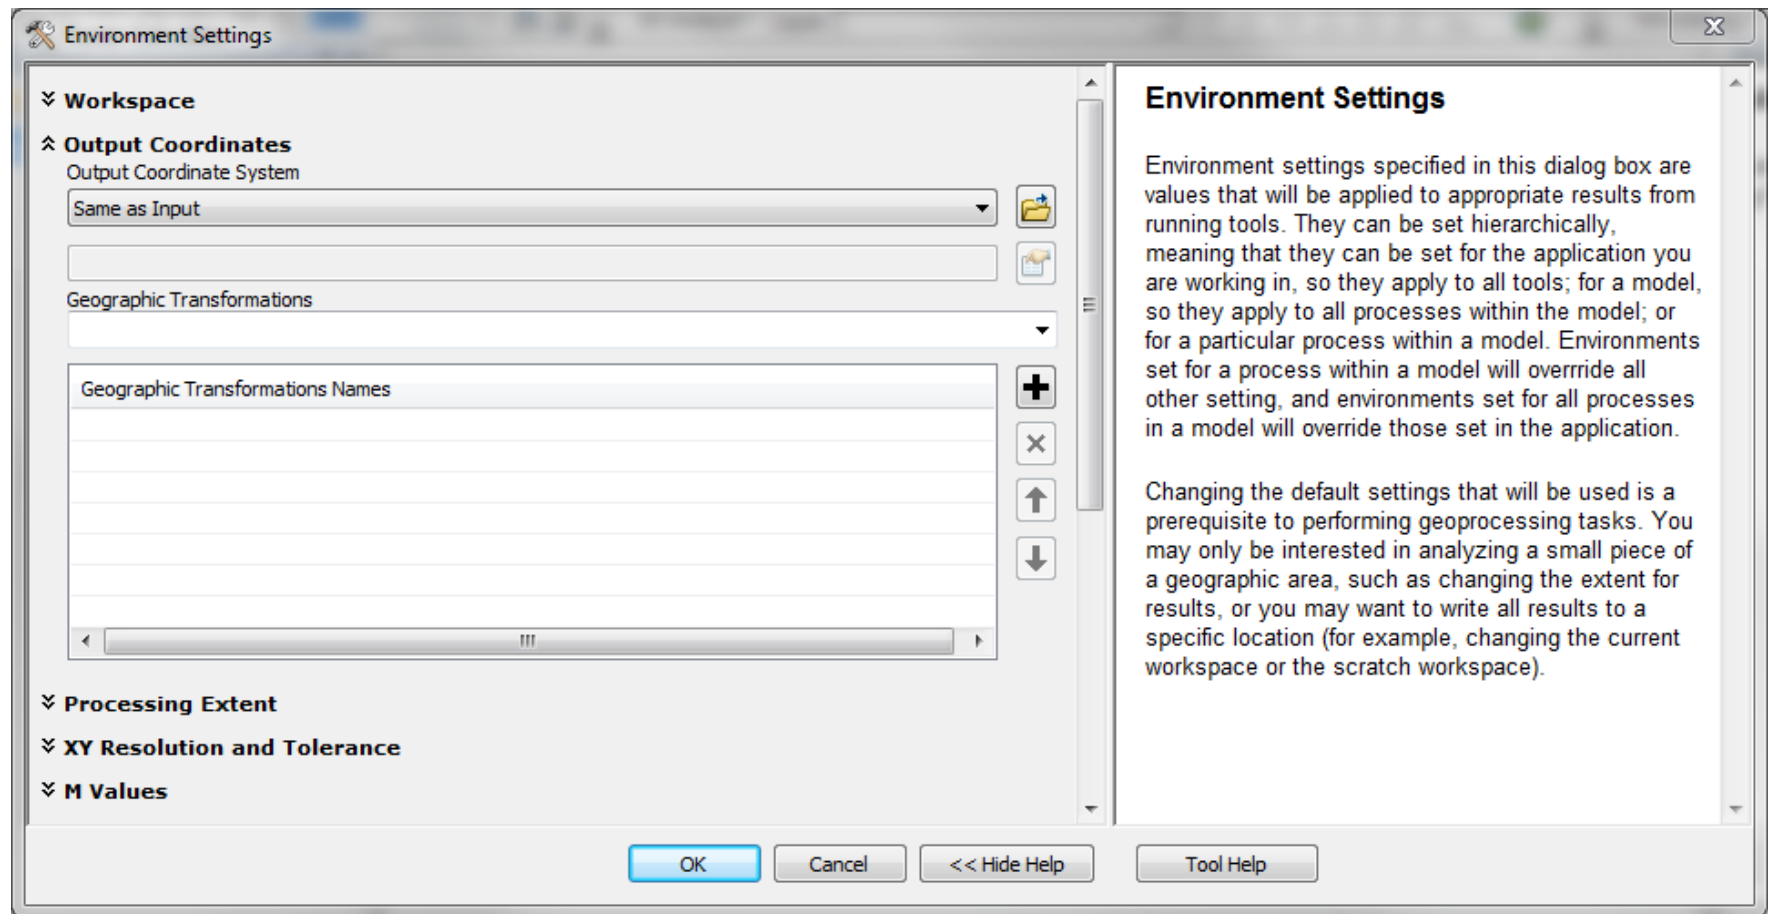 Environment Settings
Workspace
Output Coordinates
Output Coordinate System
Same as Input
Geographic Transformations
Geographic Transformations Names
Processing Extent
XY Resolution and Tolerance
M Values
Environment Settings
Environment settings specified in this dialog box are
values that will be applied to appropriate results from
running tools. They can be set hierarchically,
meaning that they can be set for the application you
are working in, so they apply to all tools; for a model,
so they apply to all processes within the model; or
for a particular process within a model. Environments
set for a process within a model will overrride all
other setting, and environments set for all processes
in a model will override those set in the application.
Changing the default settings that will be used is a
prerequisite to performing geoprocessing tasks. You
may only be interested in analyzing a small piece of
a geographic area, such as changing the extent for
results, or you may want to write all results to a
specific location (for example, changing the current
workspace or the scratch workspace).
OK
Cancel
<< Hide Help
Tool Help